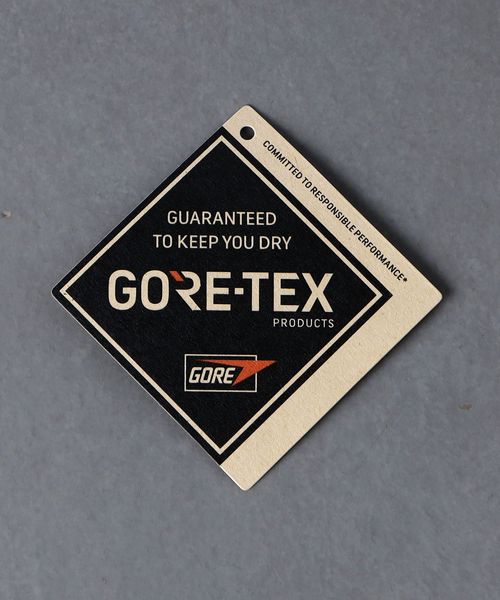 COMMITTED TO RESPONSIBLE PERFORMANCE*
GUARANTEED
TO KEEP YOU DRY
GORE-TEX
PRODUCTS
GORE